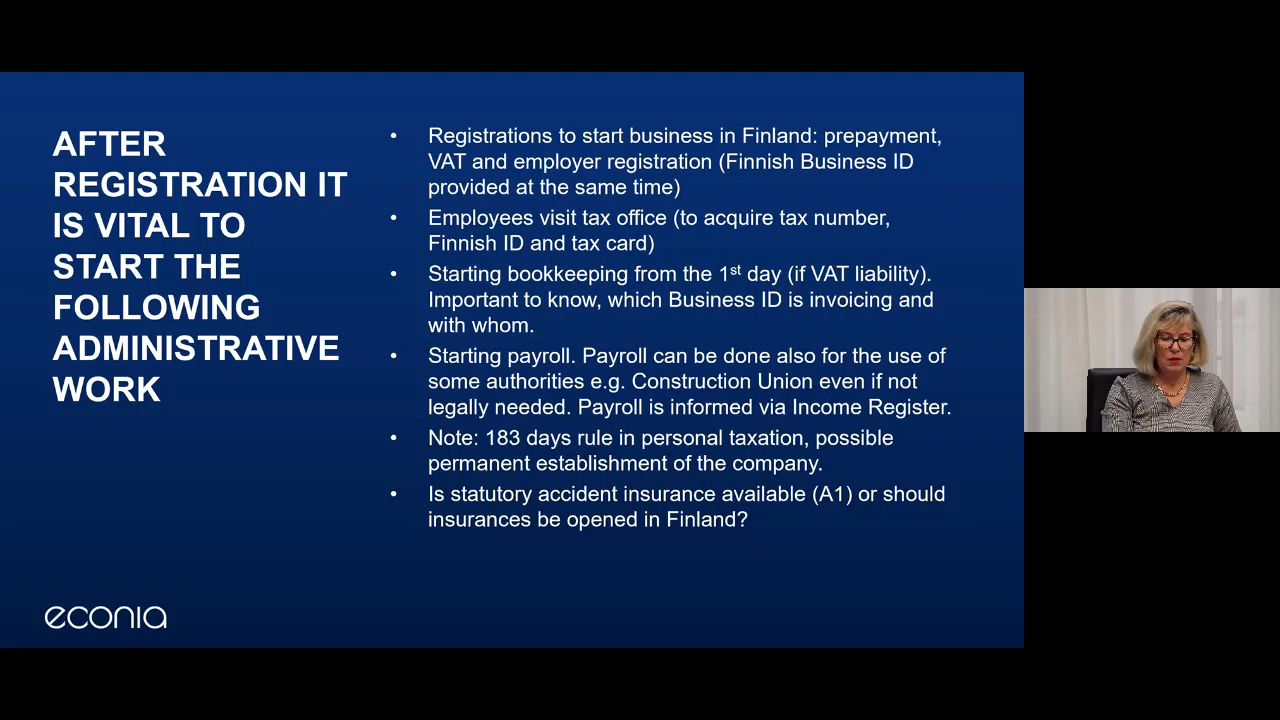 AFTER
REGISTRATION IT
IS VITAL TO
START THE
FOLLOWING
ADMINISTRATIVE
WORK
• Registrations to start business in Finland: prepayment,
VAT and employer registration (Finnish Business ID
provided at the same time)
• Employees visit tax office (to acquire tax number,
Finnish ID and tax card)
• Starting bookkeeping from the 1st day (if VAT liability).
Important to know, which Business ID is invoicing and
with whom.
• Starting payroll. Payroll can be done also for the use of
some authorities e.g. Construction Union even if not
legally needed. Payroll is informed via Income Register.
• Note: 183 days rule in personal taxation, possible
permanent establishment of the company.
• Is statutory accident insurance available (A1) or should
insurances be opened in Finland?
econia